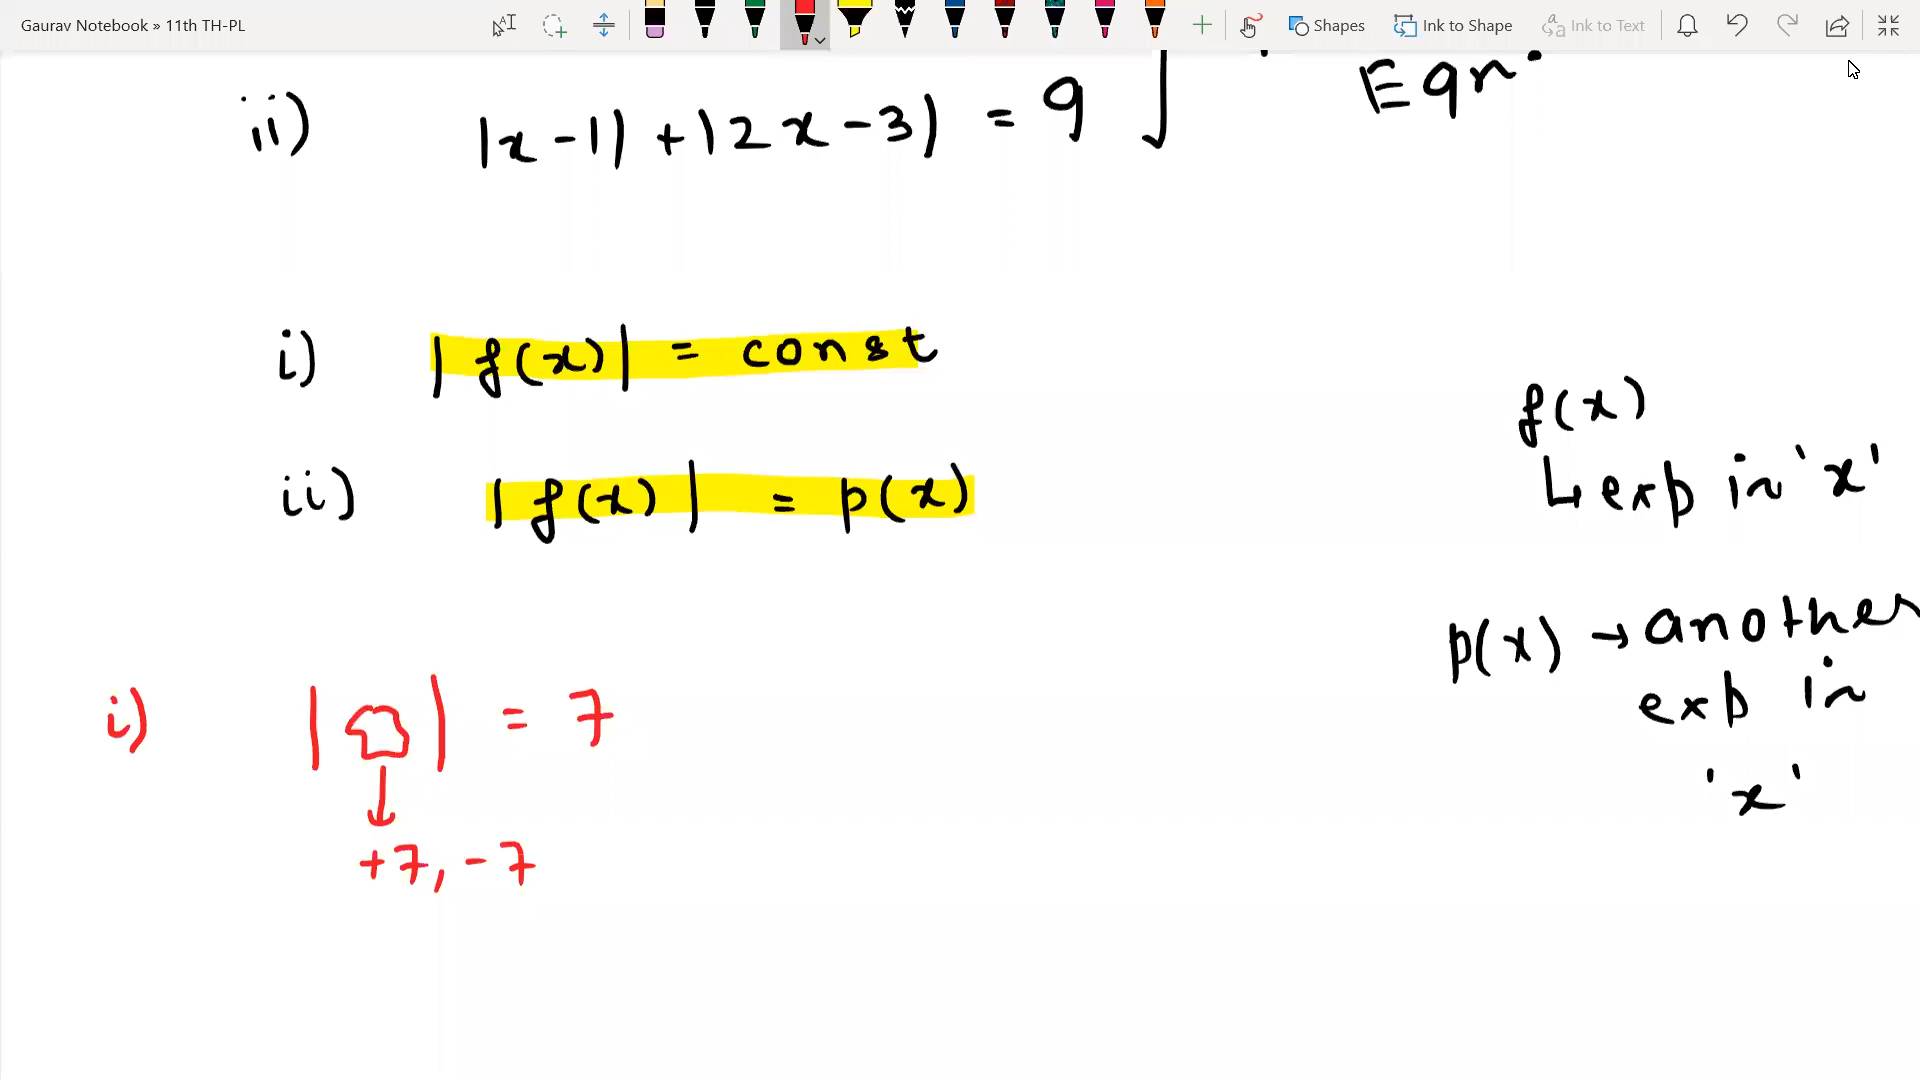 Gaurav Notebook » 11th TH-PL
Shapes
Ink to Shape
Ink to Text
Eqn.
ii) |x-1| + |2x-3| = 9
i) |f(x)| = const
f(x)
↳ exp in 'x'
ii) |f(x)| = p(x)
p(x) → another
exp in
'x'
i) | | = 7
+7, -7